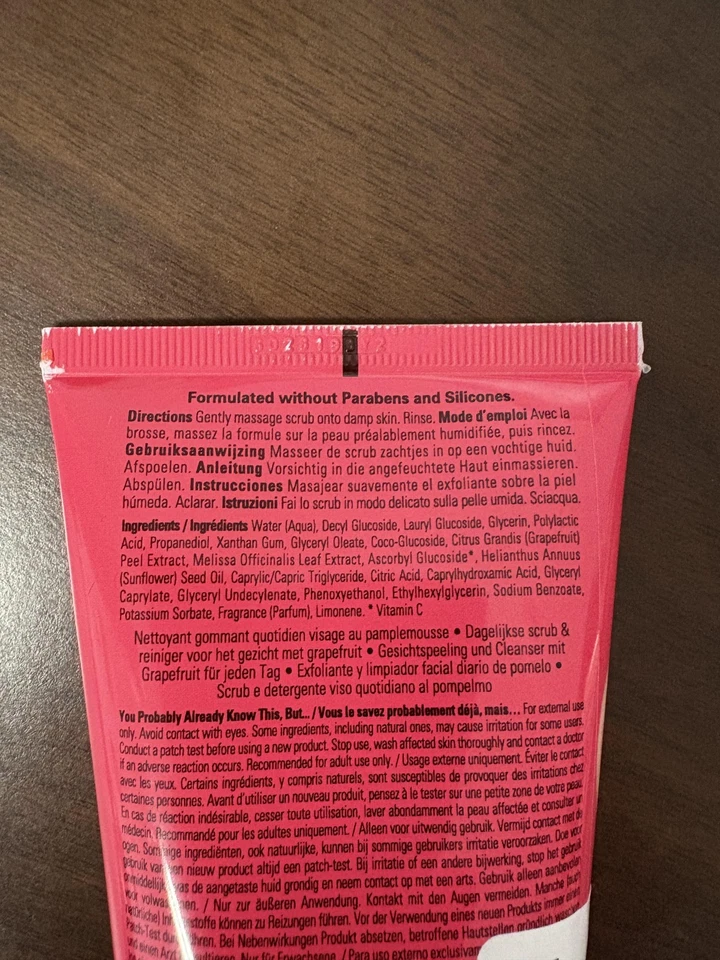 Formulated without Parabens and Silicones.
Directions Gently massage scrub onto damp skin. Rinse. Mode d'emploi Avec la
brosse, massez la formule sur la peau préalablement humidifiée, puis rincez.
Gebruiksaanwijzing Masseer de scrub zachtjes in op een vochtige huid.
Afspoelen. Anleitung Vorsichtig in die angefeuchtete Haut einmassieren.
Abspülen. Instrucciones Masajear suavemente el exfoliante sobre la piel
húmeda. Aclarar. Istruzioni Fai lo scrub in modo delicato sulla pelle umida. Sciacqua.
Ingredients / Ingrédients Water (Aqua), Decyl Glucoside, Lauryl Glucoside, Glycerin, Polylactic
Acid, Propanediol, Xanthan Gum, Glyceryl Oleate, Coco-Glucoside, Citrus Grandis (Grapefruit)
Peel Extract, Melissa Officinalis Leaf Extract, Ascorbyl Glucoside*, Helianthus Annuus
(Sunflower) Seed Oil, Caprylic/Capric Triglyceride, Citric Acid, Caprylhydroxamic Acid, Glyceryl
Caprylate, Glyceryl Undecylenate, Phenoxyethanol, Ethylhexylglycerin, Sodium Benzoate,
Potassium Sorbate, Fragrance (Parfum), Limonene. * Vitamin C
Nettoyant gommant quotidien visage au pamplemousse • Dagelijkse scrub &
reiniger voor het gezicht met grapefruit • Gesichtspeeling und Cleanser mit
Grapefruit für jeden Tag • Exfoliante y limpiador facial diario de pomelo •
Scrub e detergente viso quotidiano al pompelmo
You Probably Already Know This, But... / Vous le savez probablement déjà, mais... For external use
only. Avoid contact with eyes. Some ingredients, including natural ones, may cause irritation for some users.
Conduct a patch test before using a new product. Stop use, wash affected skin thoroughly and contact a doctor
if an adverse reaction occurs. Recommended for adult use only. / Usage externe uniquement. Éviter le contact
avec les yeux. Certains ingrédients, y compris naturels, sont susceptibles de provoquer des irritations chez
certaines personnes. Avant d'utiliser un nouveau produit, pensez à le tester sur une petite zone de votre peau.
En cas de réaction indésirable, cesser toute utilisation, laver abondamment la peau affectée et consulter un
médecin. Recommandé pour les adultes uniquement. / Alleen voor uitwendig gebruik. Vermijd contact met de
ogen. Sommige ingrediënten, ook natuurlijke, kunnen bij sommige gebruikers irritatie veroorzaken. Doe voor
gebruik van een nieuw product altijd een patch-test. Bij irritatie of een andere bijwerking, stop het gebruik,
was de aangetaste huid grondig en neem contact op met een arts. Gebruik alleen aanbevolen
voor / Nur zur äußeren Anwendung. Kontakt mit den Augen vermeiden. Manche (auch
natürliche) können zu Reizungen führen. Vor der Verwendung eines neuen Produkts immer einen
Patch-Test Bei Nebenwirkungen Produkt absetzen, betroffene Hautstellen gründlich
und einen Arzt Nur für Erwachsene. / Para uso externo